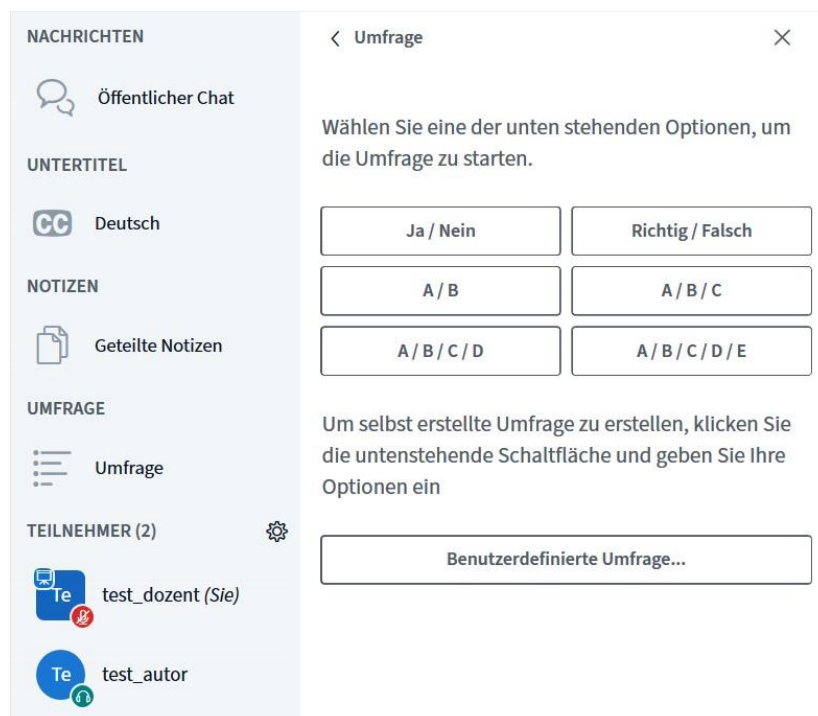 NACHRICHTEN
Öffentlicher Chat
UNTERTITEL
CC Deutsch
NOTIZEN
Geteilte Notizen
UMFRAGE
Umfrage
TEILNEHMER (2)
Te test_dozent (Sie)
Te test_autor
Umfrage
Wählen Sie eine der unten stehenden Optionen, um
die Umfrage zu starten.
Ja / Nein
Richtig / Falsch
A / B
A / B / C
A / B / C / D
A / B / C / D / E
Um selbst erstellte Umfrage zu erstellen, klicken Sie
die untenstehende Schaltfläche und geben Sie Ihre
Optionen ein
Benutzerdefinierte Umfrage...